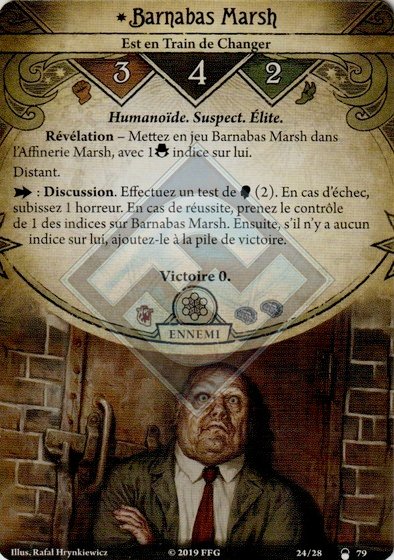 Barnabas Marsh
Est en Train de Changer
3 4 2
Humanoïde. Suspect. Élite.
Révélation – Mettez en jeu Barnabas Marsh dans
l'Affinerie Marsh, avec 1 indice sur lui.
Distant.
: Discussion. Effectuez un test de (2). En cas d'échec,
subissez 1 horreur. En cas de réussite, prenez le contrôle
de 1 des indices sur Barnabas Marsh. Ensuite, s'il n'y a aucun
indice sur lui, ajoutez-le à la pile de victoire.
Victoire 0.
ENNEMI
Illus. Rafał Hrynkiewicz © 2019 FFG 24/28 79